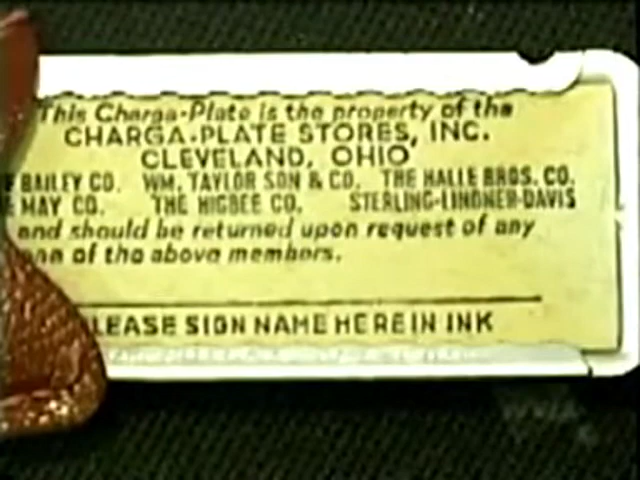 This Charga-Plate is the property of the
CHARGA-PLATE STORES, INC.
CLEVELAND, OHIO
BAILEY CO. WM. TAYLOR SON & CO. THE HALLE BROS. CO.
MAY CO. THE HIGBEE CO. STERLING-LINDNER-DAVIS
and should be returned upon request of any
of the above members.
LEASE SIGN NAME HEREIN INK